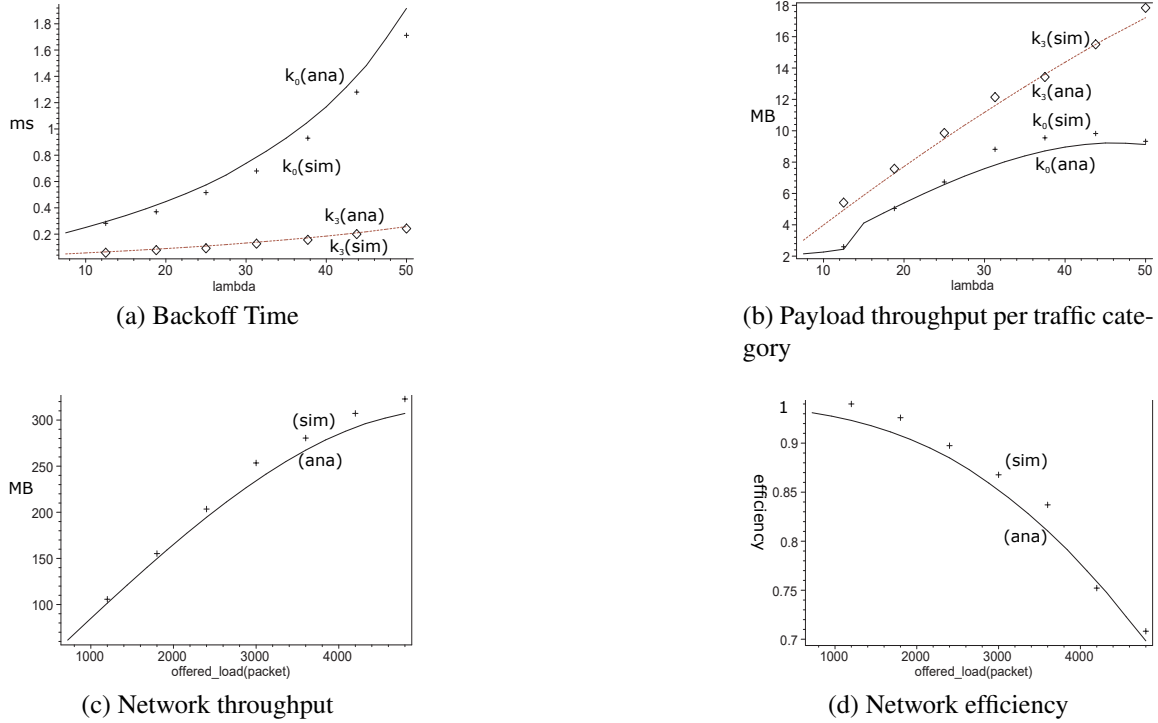 1.8
1.6
1.4
1.2
1
0.8
0.6
0.4
0.2
ms
k₀(ana)
k₀(sim)
k₃(ana)
k₃(sim)
10 20 30 40 50
lambda
(a) Backoff Time
18
16
14
12
10
8
6
4
2
MB
k₃(sim)
k₃(ana)
k₀(sim)
k₀(ana)
10 20 30 40 50
lambda
(b) Payload throughput per traffic cate-
gory
300
250
200
150
100
MB
(sim)
(ana)
1000 2000 3000 4000
offered_load(packet)
(c) Network throughput
1
0.9
0.85
0.8
0.75
0.7
efficiency
(sim)
(ana)
1000 2000 3000 4000
offered_load(packet)
(d) Network efficiency